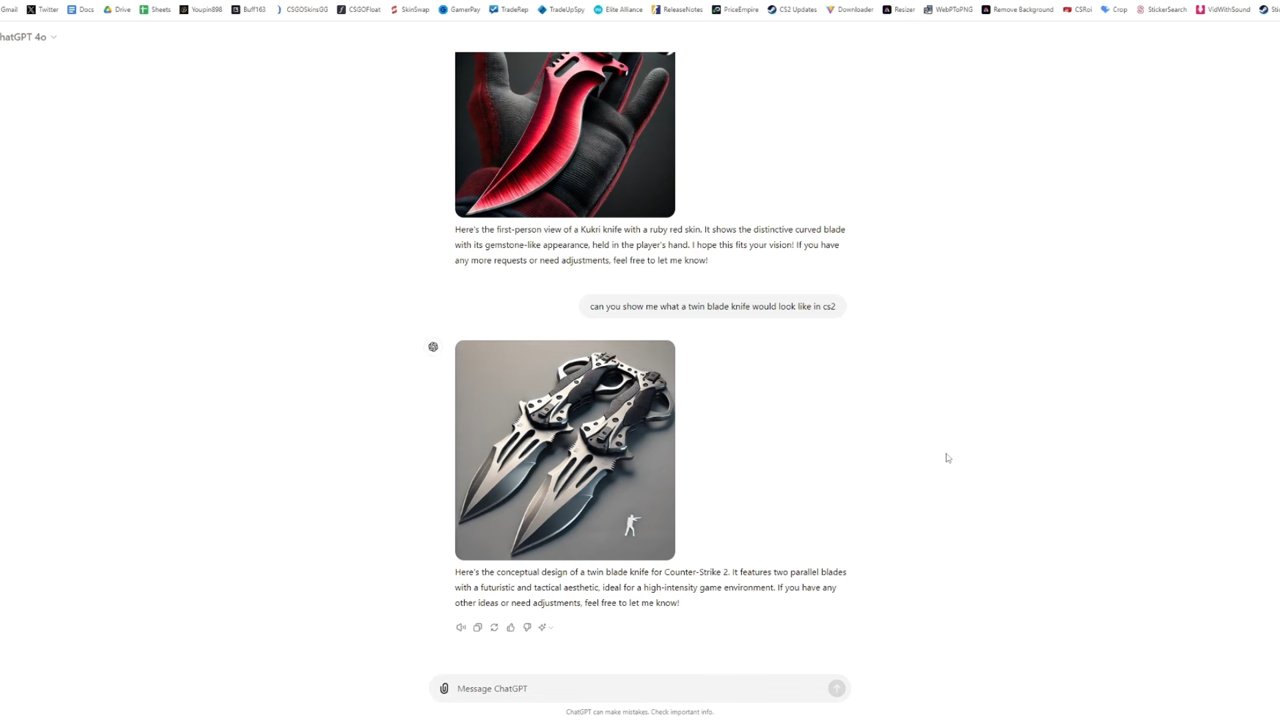 Gmail Twitter Docs Drive Sheets Youpin898 Buff163 CSGOSkinsGG CSGOFloat SkinSwap GamerPay TradeRep TradeUpSpy Elite Alliance ReleaseNotes PriceEmpire CS2 Updates Downloader Resizer WebPToPNG Remove Background CSRoi Crop StickerSearch VidWithSound
hatGPT 4o
Here's the first-person view of a Kukri knife with a ruby red skin. It shows the distinctive curved blade
with its gemstone-like appearance, held in the player's hand. I hope this fits your vision! If you have
any more requests or need adjustments, feel free to let me know!
can you show me what a twin blade knife would look like in cs2
Here's the conceptual design of a twin blade knife for Counter-Strike 2. It features two parallel blades
with a futuristic and tactical aesthetic, ideal for a high-intensity game environment. If you have any
other ideas or need adjustments, feel free to let me know!
Message ChatGPT
ChatGPT can make mistakes. Check important info.